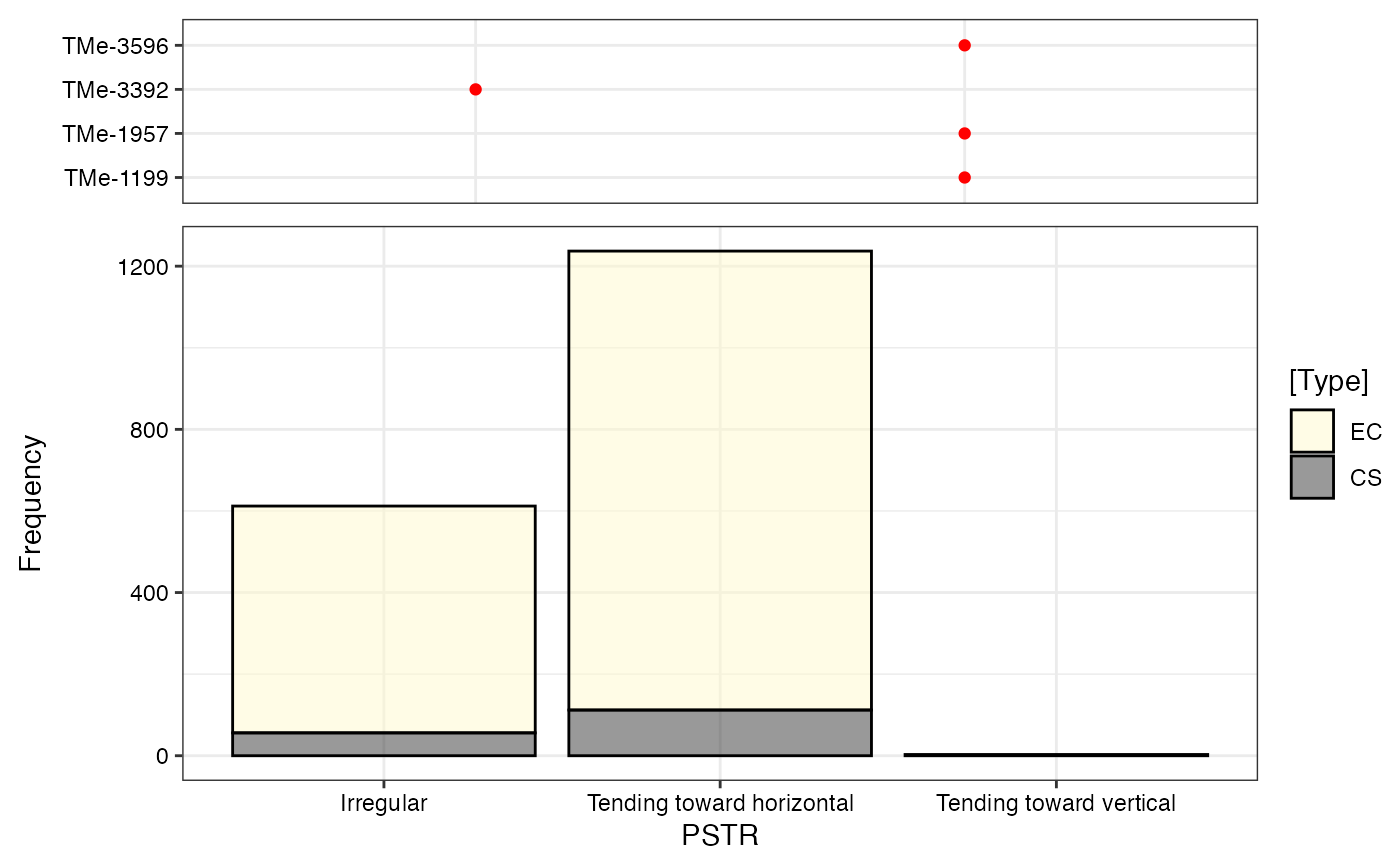 TMe-3596
TMe-3392
TMe-1957
TMe-1199
1200
800
400
0
Frequency
Irregular
Tending toward horizontal
Tending toward vertical
PSTR
[Type]
EC
CS